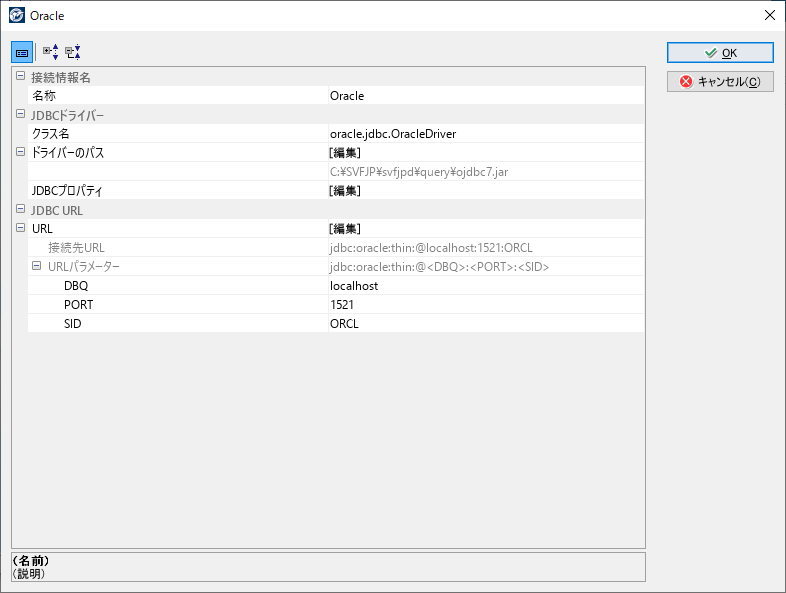 Oracle
OK
キャンセル(C)
接続情報名
名称 Oracle
JDBCドライバー
クラス名 oracle.jdbc.OracleDriver
ドライバーのパス [編集]
C:¥SVFJP¥svfjpd¥query¥ojdbc7.jar
JDBCプロパティ [編集]
JDBC URL
URL [編集]
接続先URL jdbc:oracle:thin:@localhost:1521:ORCL
URLパラメーター jdbc:oracle:thin:@<DBQ>:<PORT>:<SID>
DBQ localhost
PORT 1521
SID ORCL
(名前)
(説明)